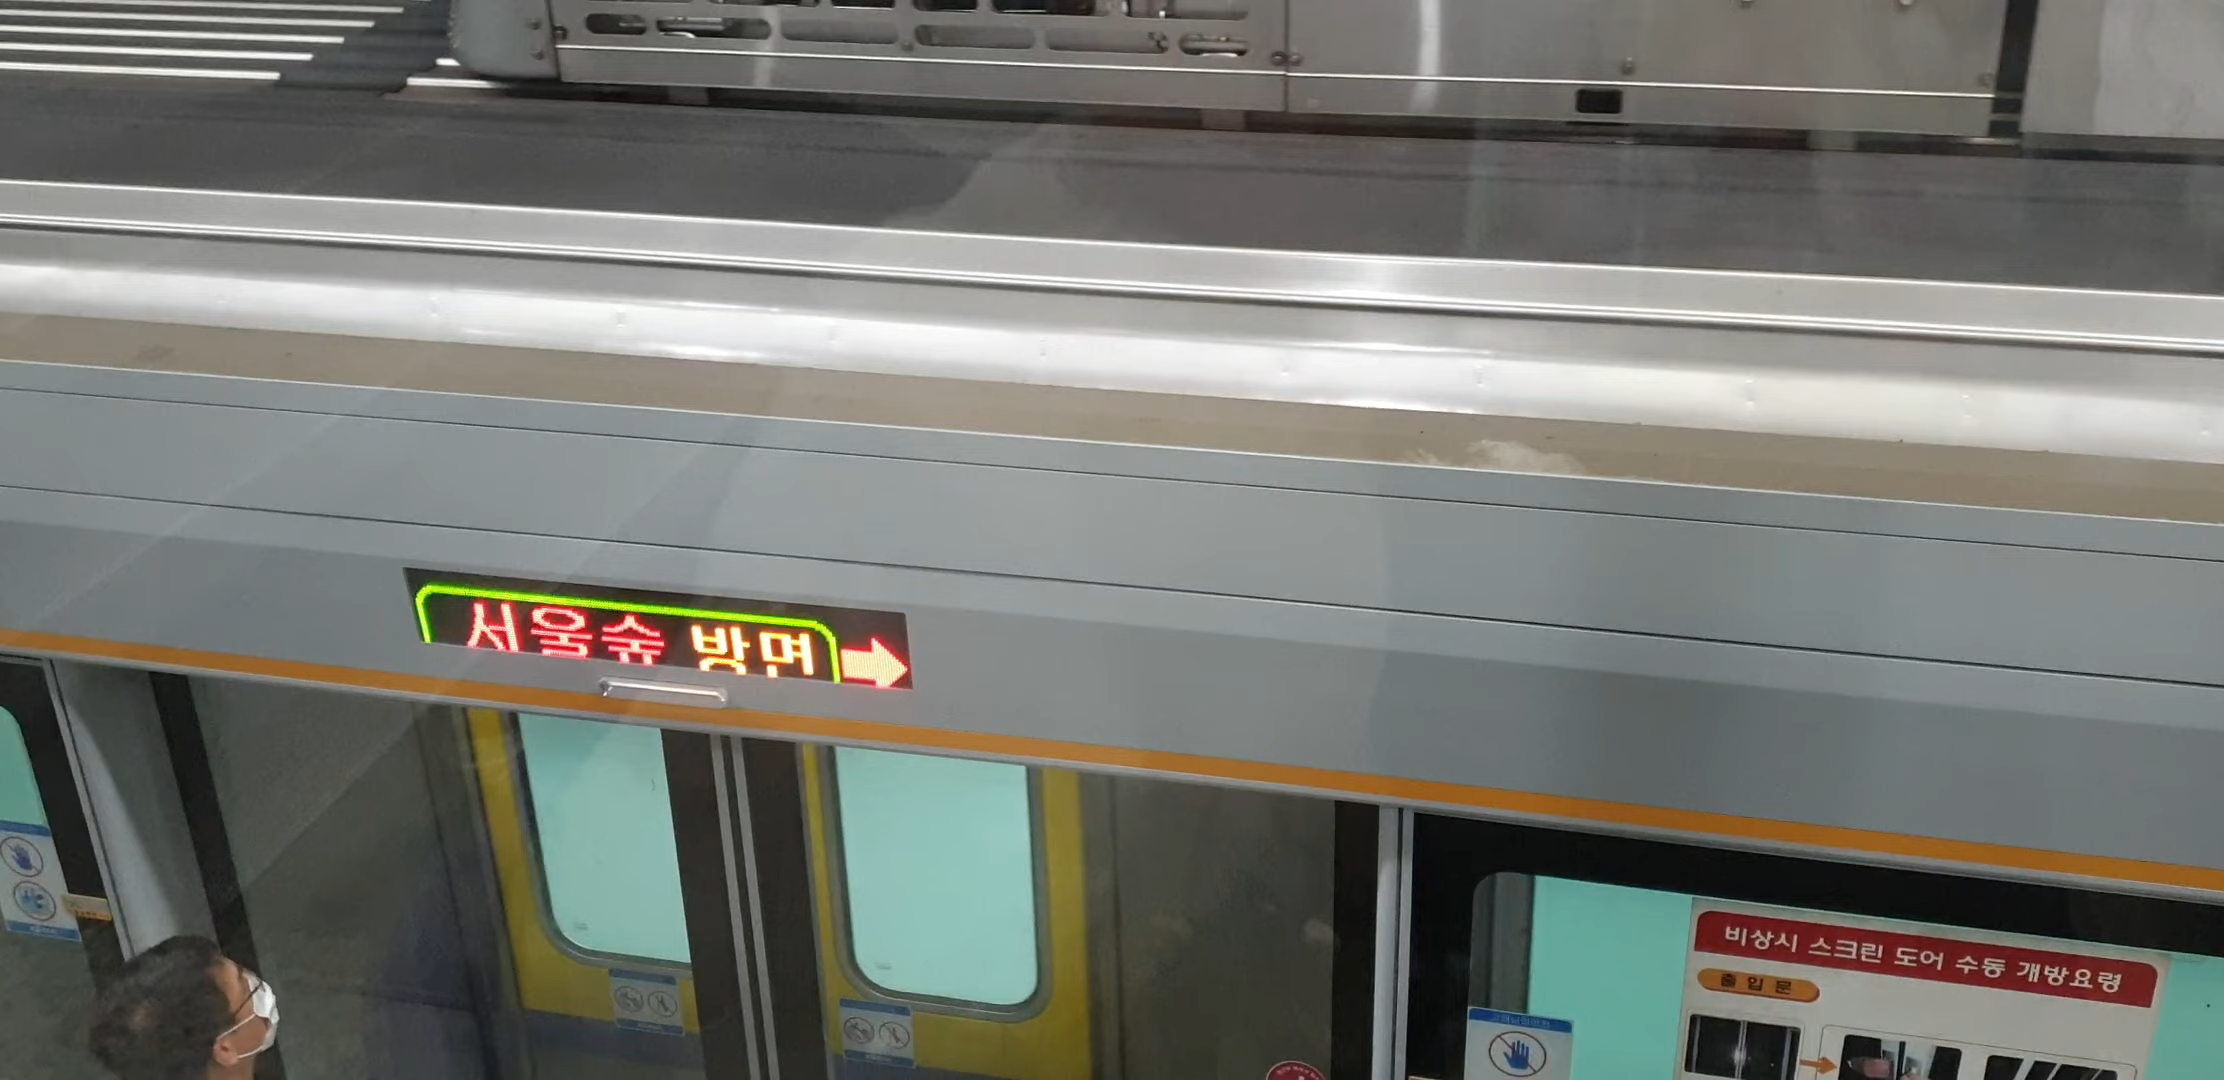 서울숲 방면
비상시 스크린 도어 수동 개방요령
출입문